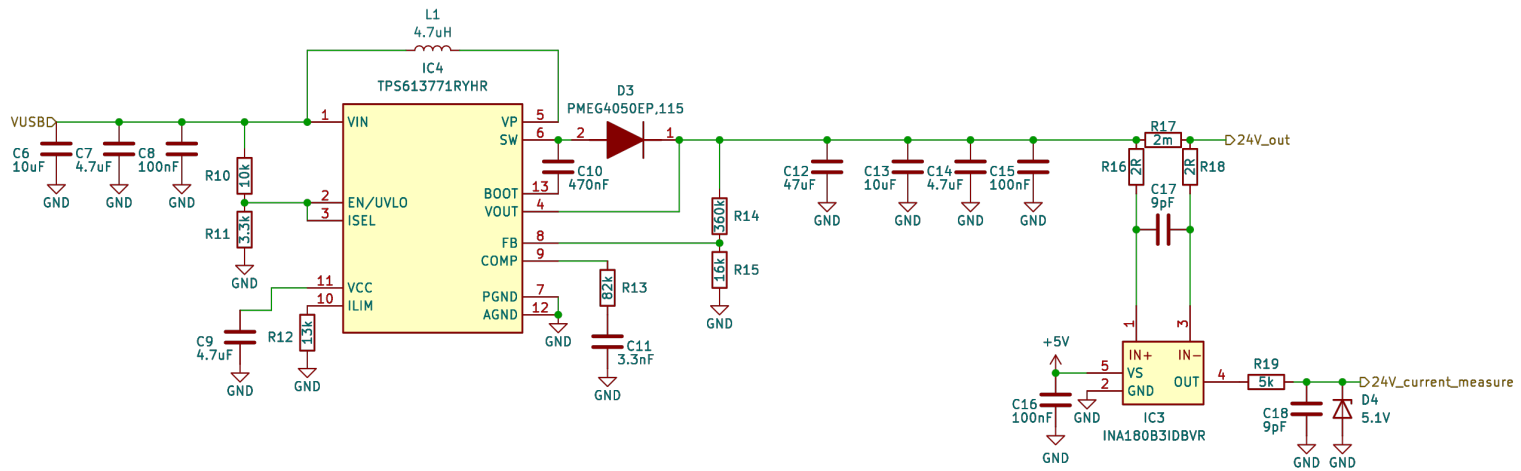 L1
4.7uH
IC4
TPS613771RYHR
D3
PMEG4050EP,115
VUSB
1
VIN
VP
5
SW
6
2
1
R17
2m
24V_out
C6
10uF
C7
4.7uF
C8
100nF
R10
10k
C10
470nF
C12
47uF
C13
10uF
C14
4.7uF
C15
100nF
R16
2R
2R
R18
GND
GND
GND
2
EN/UVLO
3
ISEL
BOOT
13
VOUT
4
R14
360k
GND
GND
GND
GND
C17
9pF
R11
3.3k
GND
FB
8
COMP
9
R15
16k
GND
11
VCC
10
ILIM
R13
82k
PGND
7
AGND
12
GND
C9
4.7uF
GND
R12
13k
GND
C11
3.3nF
GND
1
3
IN+
IN-
+5V
5
VS
2
GND
OUT
4
GND
C16
100nF
GND
IC3
INA180B3IDBVR
R19
5k
24V_current_measure
C18
9pF
GND
D4
5.1V
GND